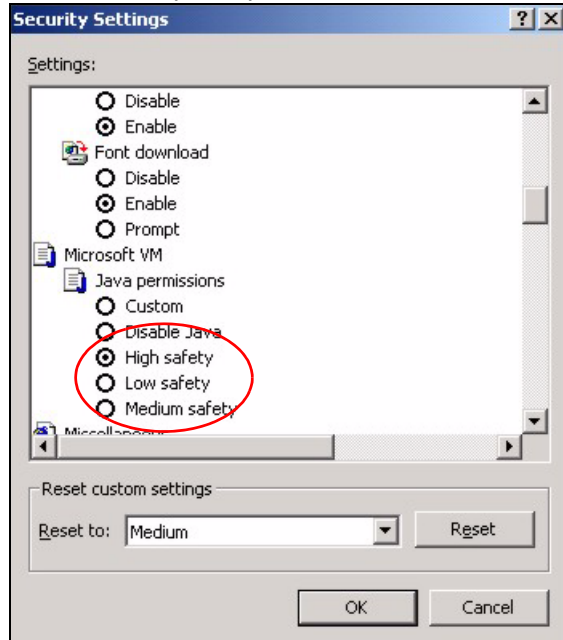 Security Settings
Settings:
Disable
Enable
Font download
Disable
Enable
Prompt
Microsoft VM
Java permissions
Custom
Disable Java
High safety
Low safety
Medium safety
Miscellaneous
Reset custom settings
Reset to: Medium Reset
OK Cancel